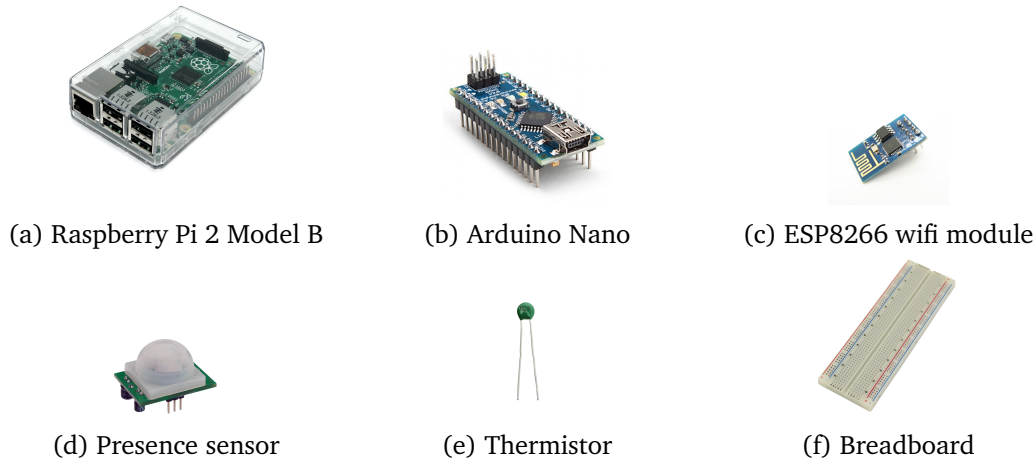 (a) Raspberry Pi 2 Model B
(b) Arduino Nano
(c) ESP8266 wifi module
(d) Presence sensor
(e) Thermistor
(f) Breadboard